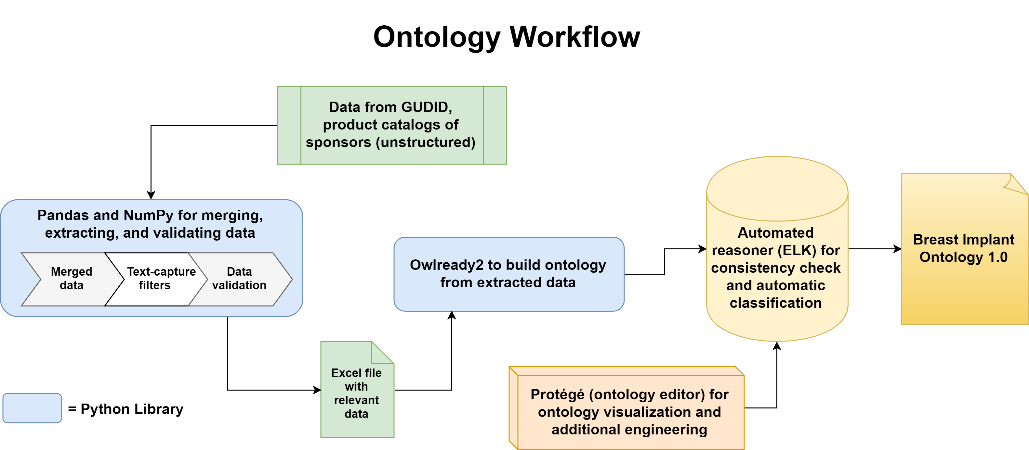 Ontology Workflow
Data from GUDID,
product catalogs of
sponsors (unstructured)
Pandas and NumPy for merging,
extracting, and validating data
Merged
data
Text-capture
filters
Data
validation
Excel file
with
relevant
data
Owlready2 to build ontology
from extracted data
Automated
reasoner (ELK) for
consistency check
and automatic
classification
Breast Implant
Ontology 1.0
Protégé (ontology editor) for
ontology visualization and
additional engineering
= Python Library